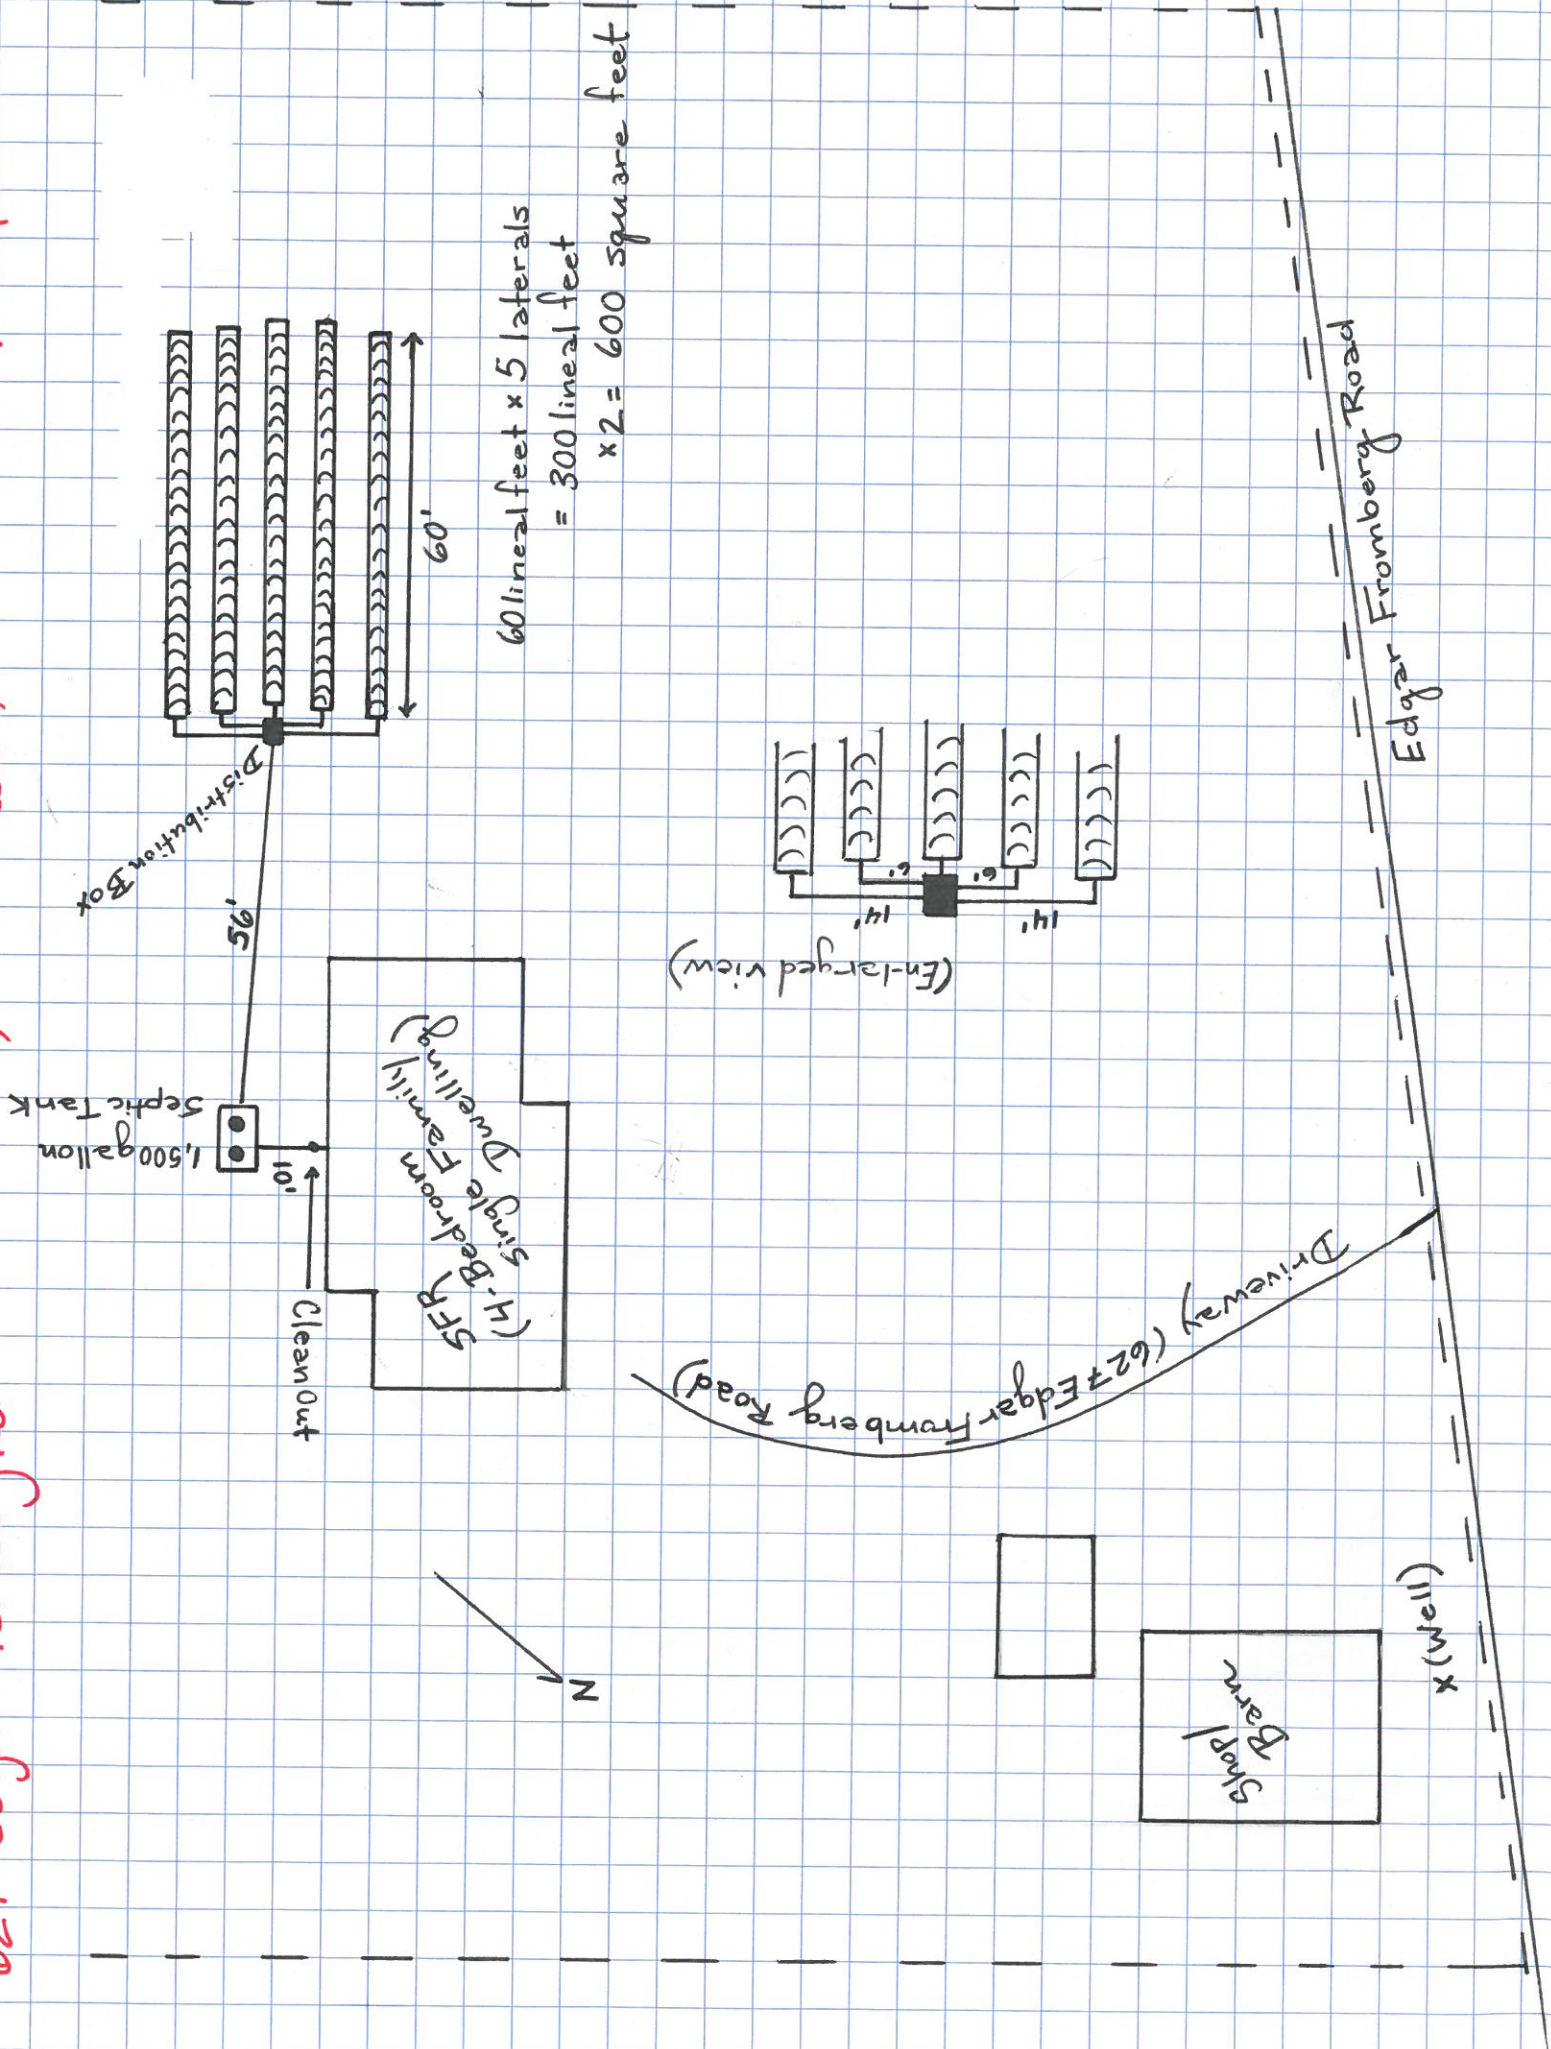 60 lineal feet x 5 laterals
= 300 lineal feet
x 2 = 600 square feet
60'
Distribution Box
56'
1,500 gallon
Septic Tank
10'
Clean Out
SFR
(4-Bedroom
Single Family
Dwelling)
6'
6'
14'
14'
(Enlarged view)
Edgar Fromberg Road
Driveway (627 Edgar Fromberg Road)
N
Shop/
Barn
x (Well)